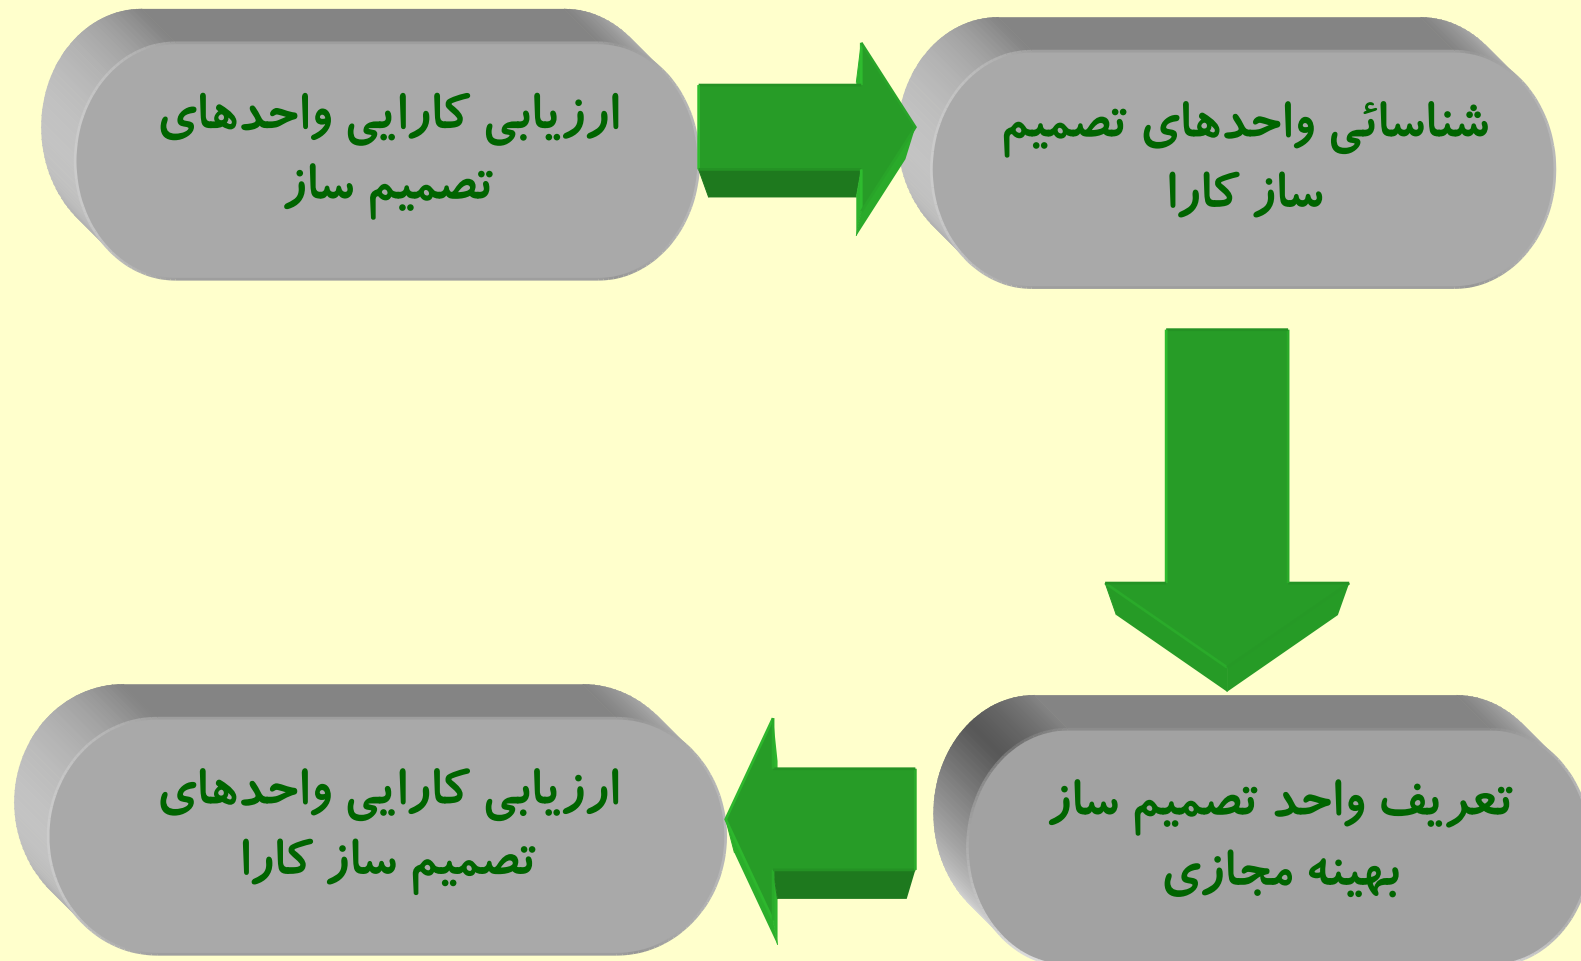 ارزیابی کارایی واحدهای
تصمیم ساز
شناسائی واحدهای تصمیم
ساز کارا
تعریف واحد تصمیم ساز
بهینه مجازی
ارزیابی کارایی واحدهای
تصمیم ساز کارا